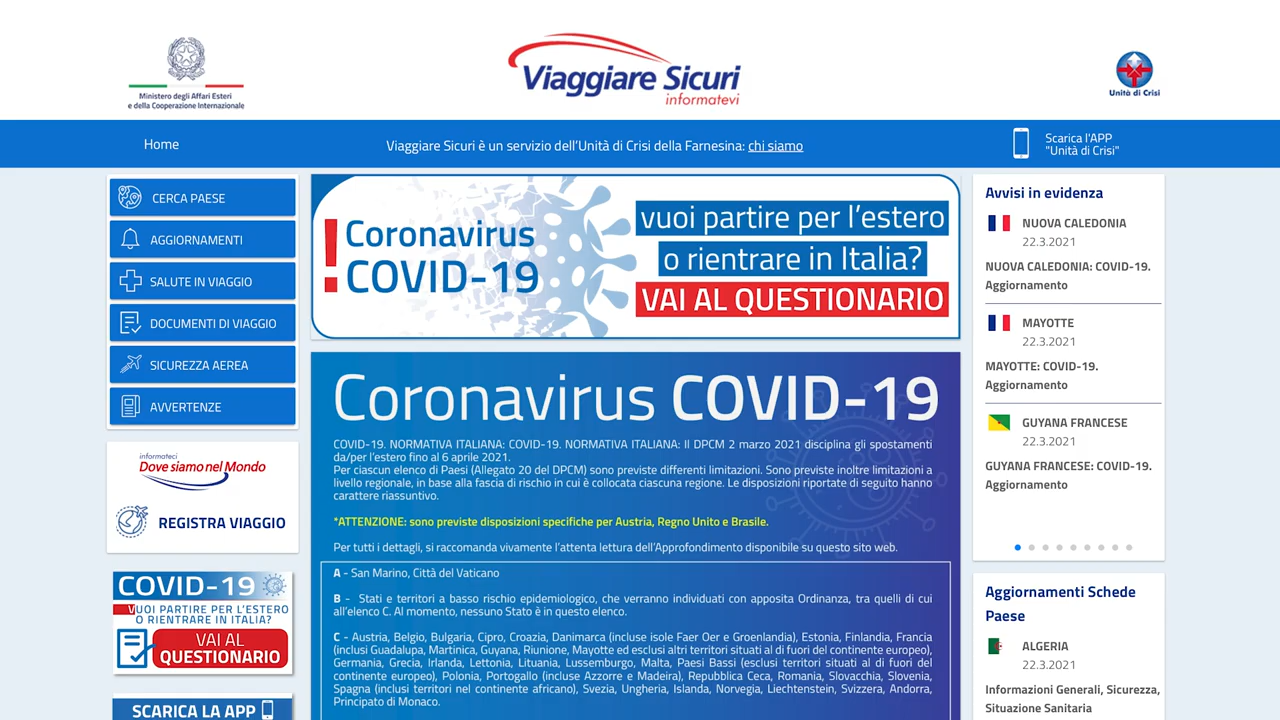 Ministero degli Affari Esteri
e della Cooperazione Internazionale
Viaggiare Sicuri
informatevi
Unità di Crisi
Home
Viaggiare Sicuri è un servizio dell'Unità di Crisi della Farnesina: chi siamo
Scarica l'APP
"Unità di Crisi"
CERCA PAESE
AGGIORNAMENTI
SALUTE IN VIAGGIO
DOCUMENTI DI VIAGGIO
SICUREZZA AEREA
AVVERTENZE
informateci
Dove siamo nel Mondo
REGISTRA VIAGGIO
COVID-19
VUOI PARTIRE PER L'ESTERO
O RIENTRARE IN ITALIA?
VAI AL
QUESTIONARIO
SCARICA LA APP
! Coronavirus
COVID-19
vuoi partire per l'estero
o rientrare in Italia?
VAI AL QUESTIONARIO
Coronavirus COVID-19
COVID-19. NORMATIVA ITALIANA: COVID-19. NORMATIVA ITALIANA: Il DPCM 2 marzo 2021 disciplina gli spostamenti
da/per l'estero fino al 6 aprile 2021.
Per ciascun elenco di Paesi (Allegato 20 del DPCM) sono previste differenti limitazioni. Sono previste inoltre limitazioni a
livello regionale, in base alla fascia di rischio in cui è collocata ciascuna regione. Le disposizioni riportate di seguito hanno
carattere riassuntivo.
*ATTENZIONE: sono previste disposizioni specifiche per Austria, Regno Unito e Brasile.
Per tutti i dettagli, si raccomanda vivamente l'attenta lettura dell'Approfondimento disponibile su questo sito web.
A - San Marino, Città del Vaticano
B - Stati e territori a basso rischio epidemiologico, che verranno individuati con apposita Ordinanza, tra quelli di cui
all'elenco C. Al momento, nessuno Stato è in questo elenco.
C - Austria, Belgio, Bulgaria, Cipro, Croazia, Danimarca (incluse isole Faer Oer e Groenlandia), Estonia, Finlandia, Francia
(inclusi Guadalupa, Martinica, Guyana, Riunione, Mayotte ed esclusi altri territori situati al di fuori del continente europeo),
Germania, Grecia, Irlanda, Lettonia, Lituania, Lussemburgo, Malta, Paesi Bassi (esclusi territori situati al di fuori del
continente europeo), Polonia, Portogallo (incluse Azzorre e Madeira), Repubblica Ceca, Romania, Slovacchia, Slovenia,
Spagna (inclusi territori nel continente africano), Svezia, Ungheria, Islanda, Norvegia, Liechtenstein, Svizzera, Andorra,
Principato di Monaco.
Avvisi in evidenza
NUOVA CALEDONIA
22.3.2021
NUOVA CALEDONIA: COVID-19.
Aggiornamento
MAYOTTE
22.3.2021
MAYOTTE: COVID-19.
Aggiornamento
GUYANA FRANCESE
22.3.2021
GUYANA FRANCESE: COVID-19.
Aggiornamento
Aggiornamenti Schede
Paese
ALGERIA
22.3.2021
Informazioni Generali, Sicurezza,
Situazione Sanitaria